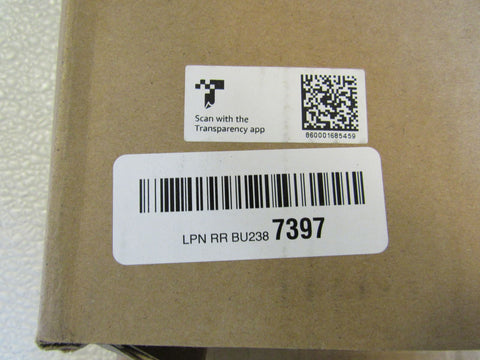 Scan with the
Transparency app
860001685459
LPN RR BU238 7397